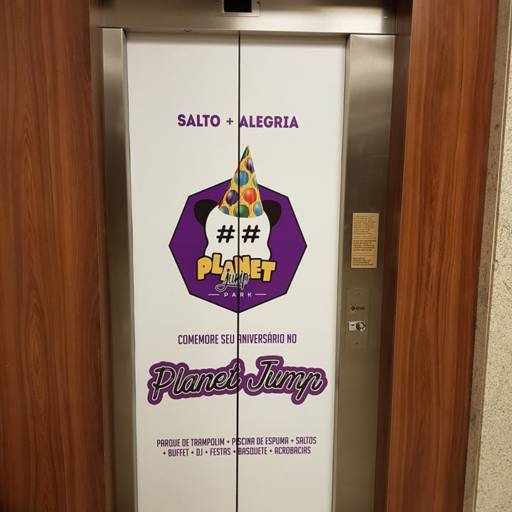 SALTO + ALEGRIA
##
PLANET
Jump
PARK
COMEMORE SEU ANIVERSÁRIO NO
Planet Jump
PARQUE DE TRAMPOLIM + PISCINA DE ESPUMA + SALTOS
+ BUFFET + DJ + FESTAS + BASQUETE + ACROBACIAS